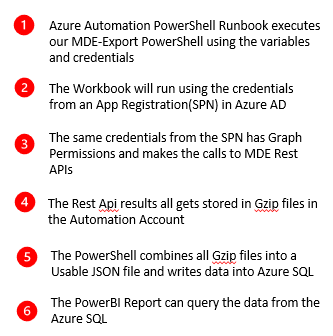 1 Azure Automation PowerShell Runbook executes
our MDE-Export PowerShell using the variables
and credentials
2 The Workbook will run using the credentials
from an App Registration(SPN) in Azure AD
3 The same credentials from the SPN has Graph
Permissions and makes the calls to MDE Rest
APIs
4 The Rest Api results all gets stored in Gzip files in
the Automation Account
5 The PowerShell combines all Gzip files into a
Usable JSON file and writes data into Azure SQL
6 The PowerBI Report can query the data from the
Azure SQL